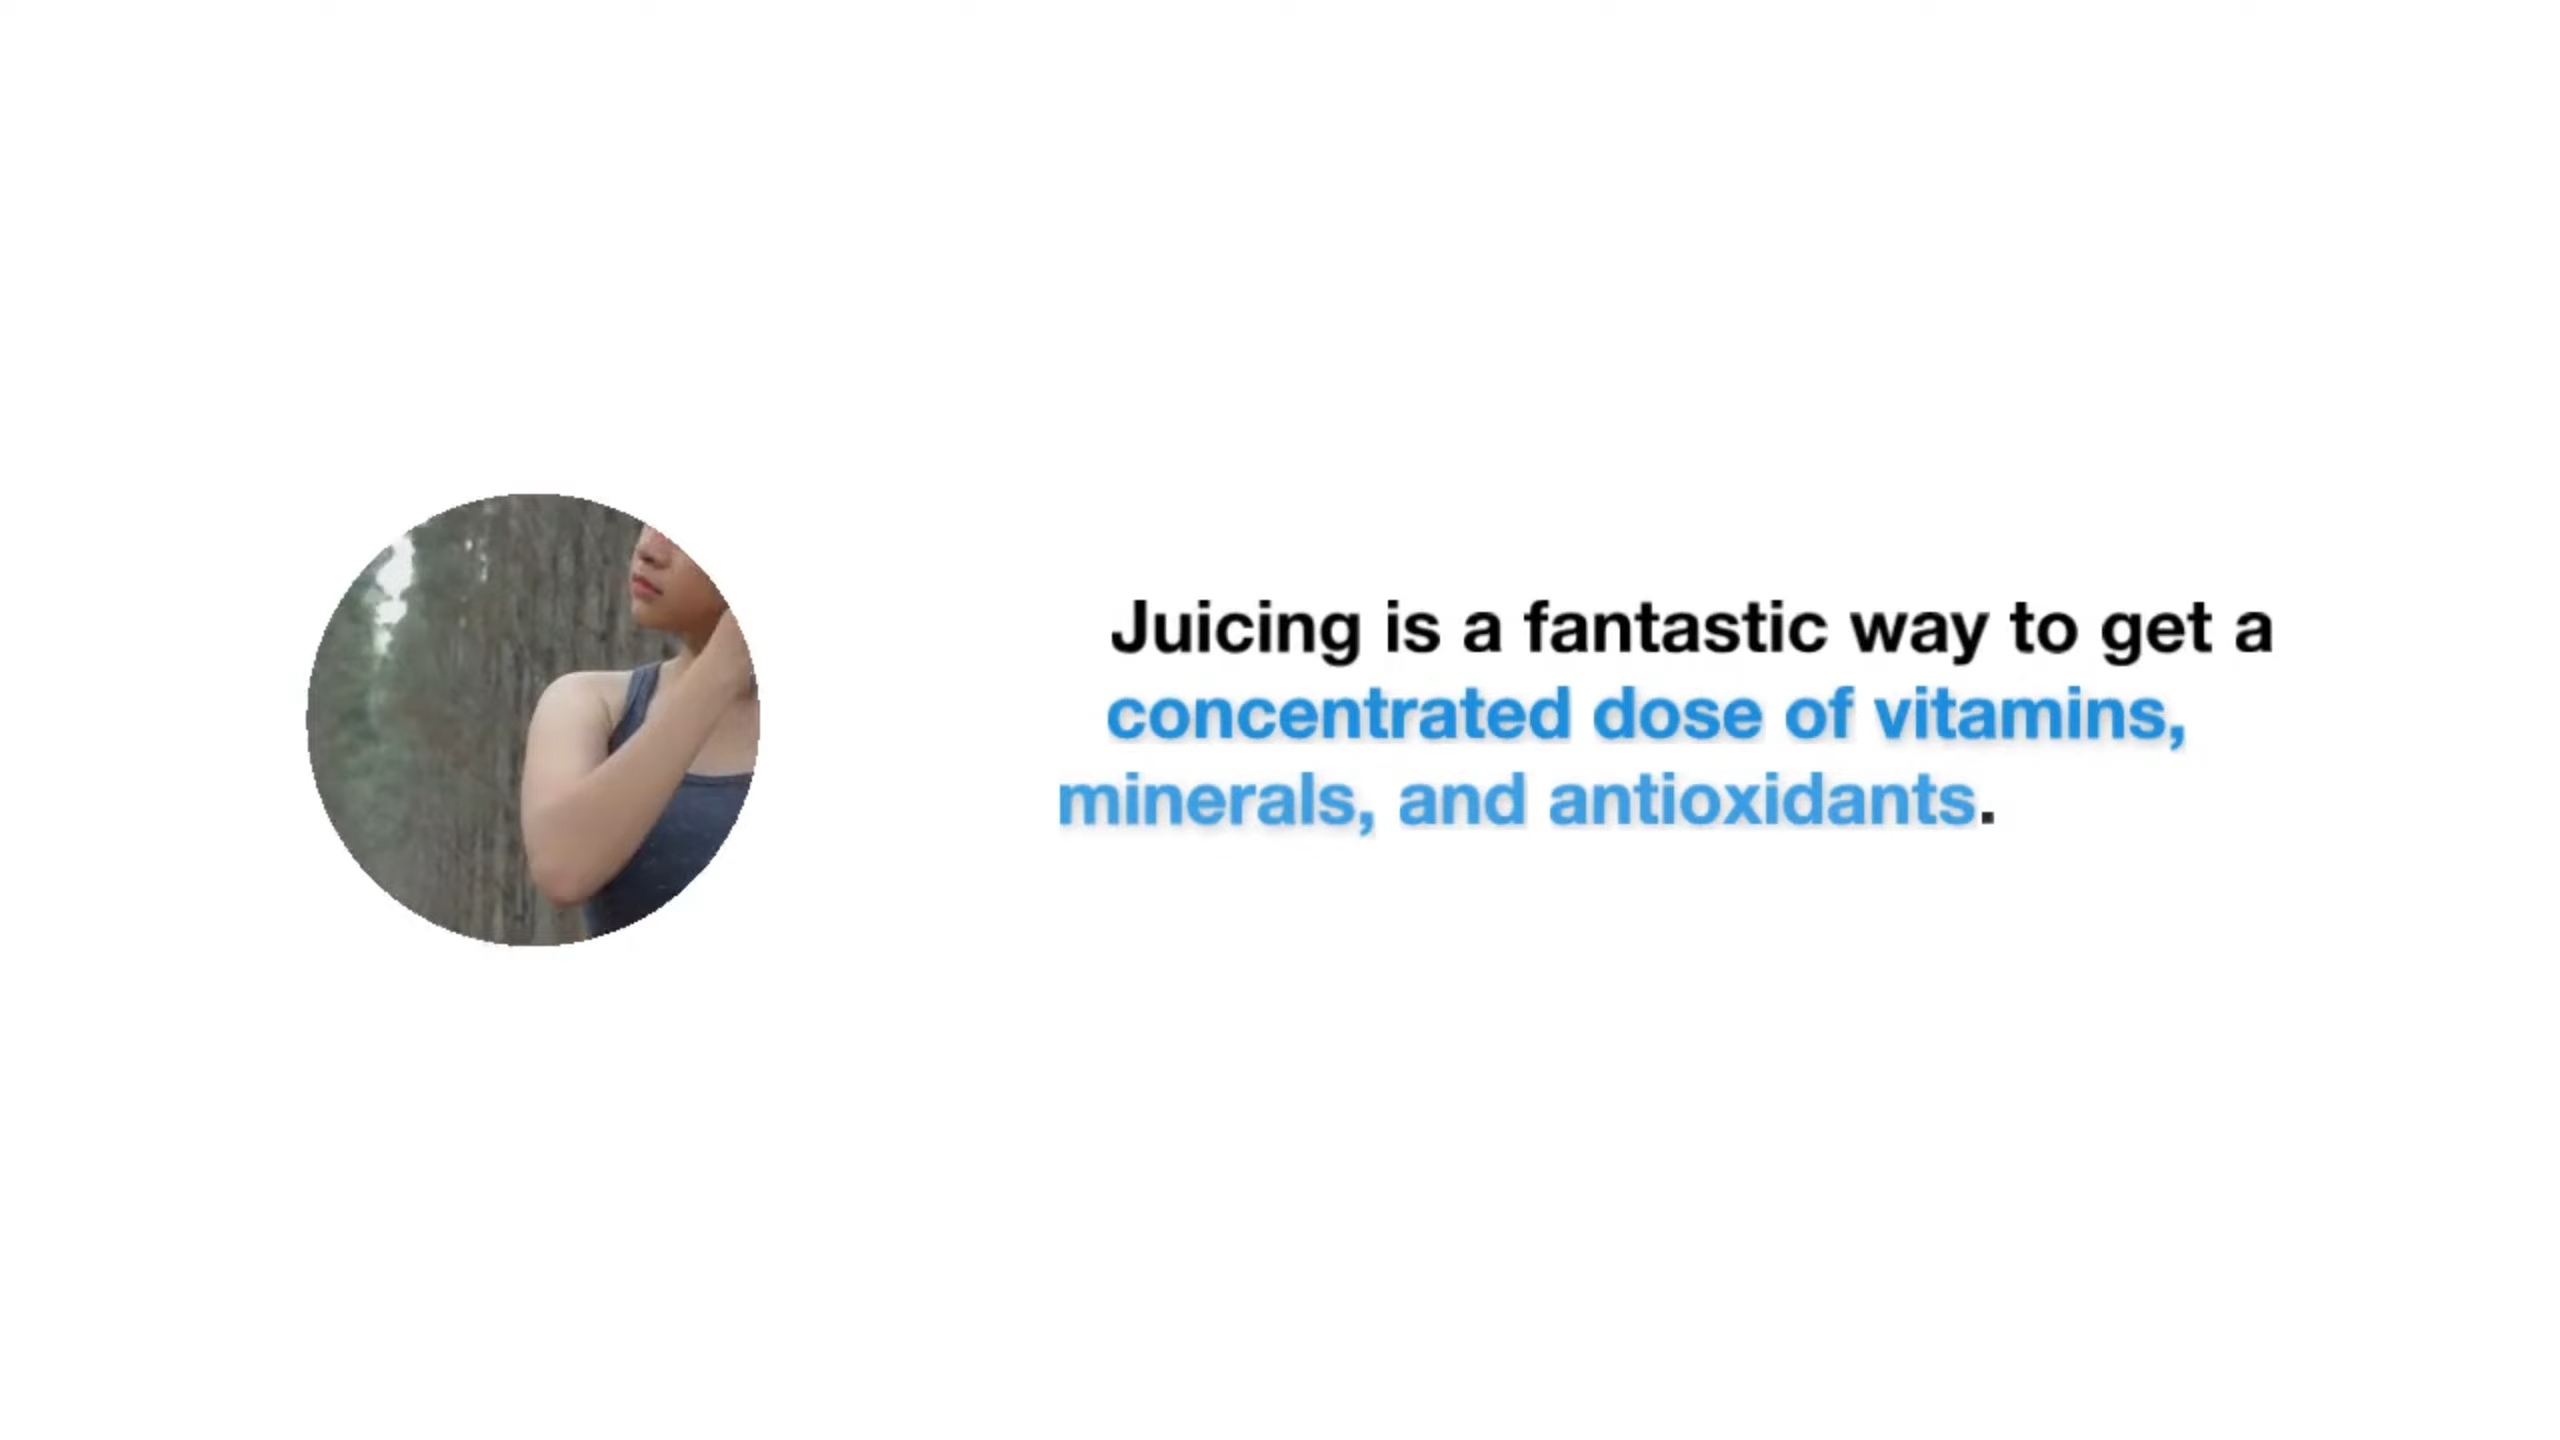 Juicing is a fantastic way to get a
concentrated dose of vitamins,
minerals, and antioxidants.